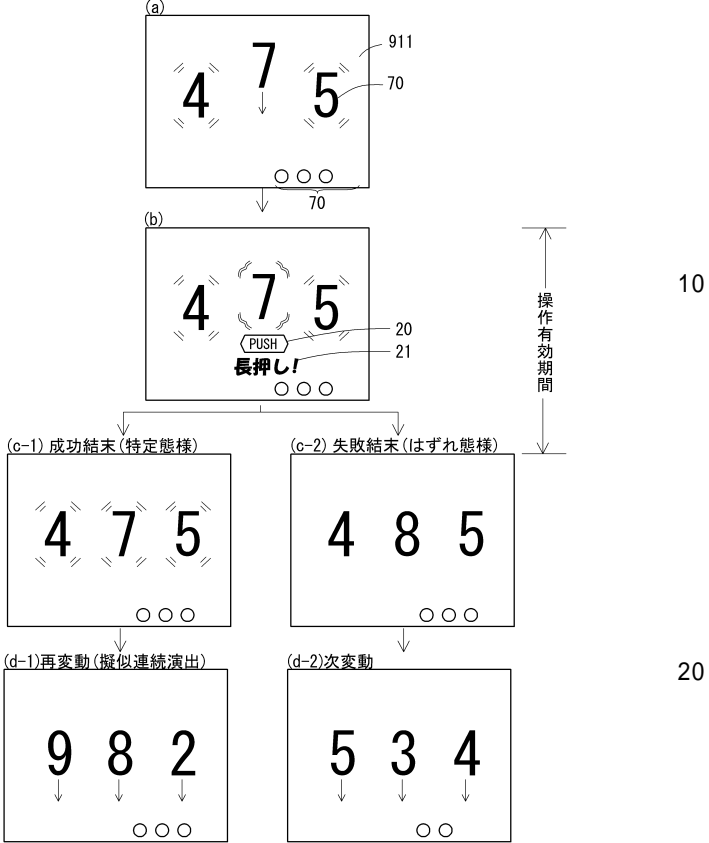 (a)
911
4 7 5
70
70
(b)
10
4 7 5
20
PUSH
21
長押し!
操作有効期間
(c-1) 成功結末(特定態様)
(c-2) 失敗結末(はずれ態様)
4 7 5
4 8 5
(d-1)再変動(擬似連続演出)
(d-2)次変動
20
9 8 2
5 3 4